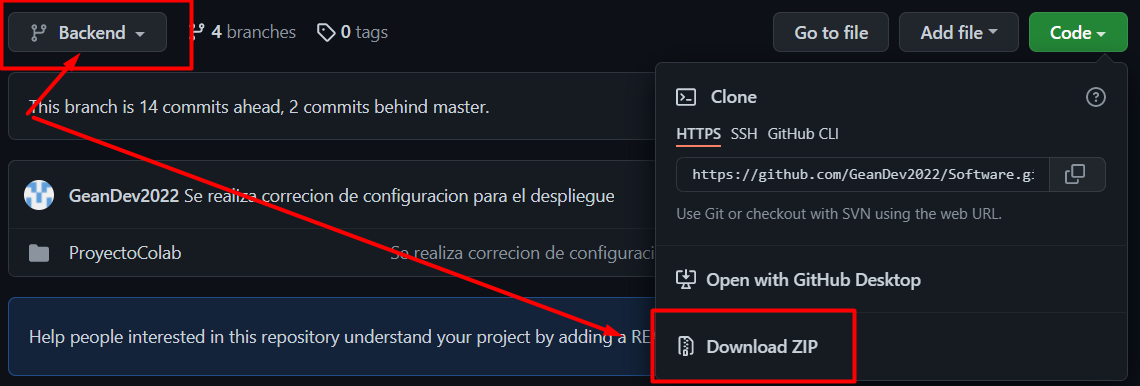 Backend
4 branches
0 tags
Go to file
Add file
Code
This branch is 14 commits ahead, 2 commits behind master.
GeanDev2022 Se realiza correcion de configuracion para el despliegue
ProyectoColab
Se realiza correcion de configuraci
Help people interested in this repository understand your project by adding a RE
Clone
HTTPS SSH GitHub CLI
https://github.com/GeanDev2022/Software.gi
Use Git or checkout with SVN using the web URL.
Open with GitHub Desktop
Download ZIP